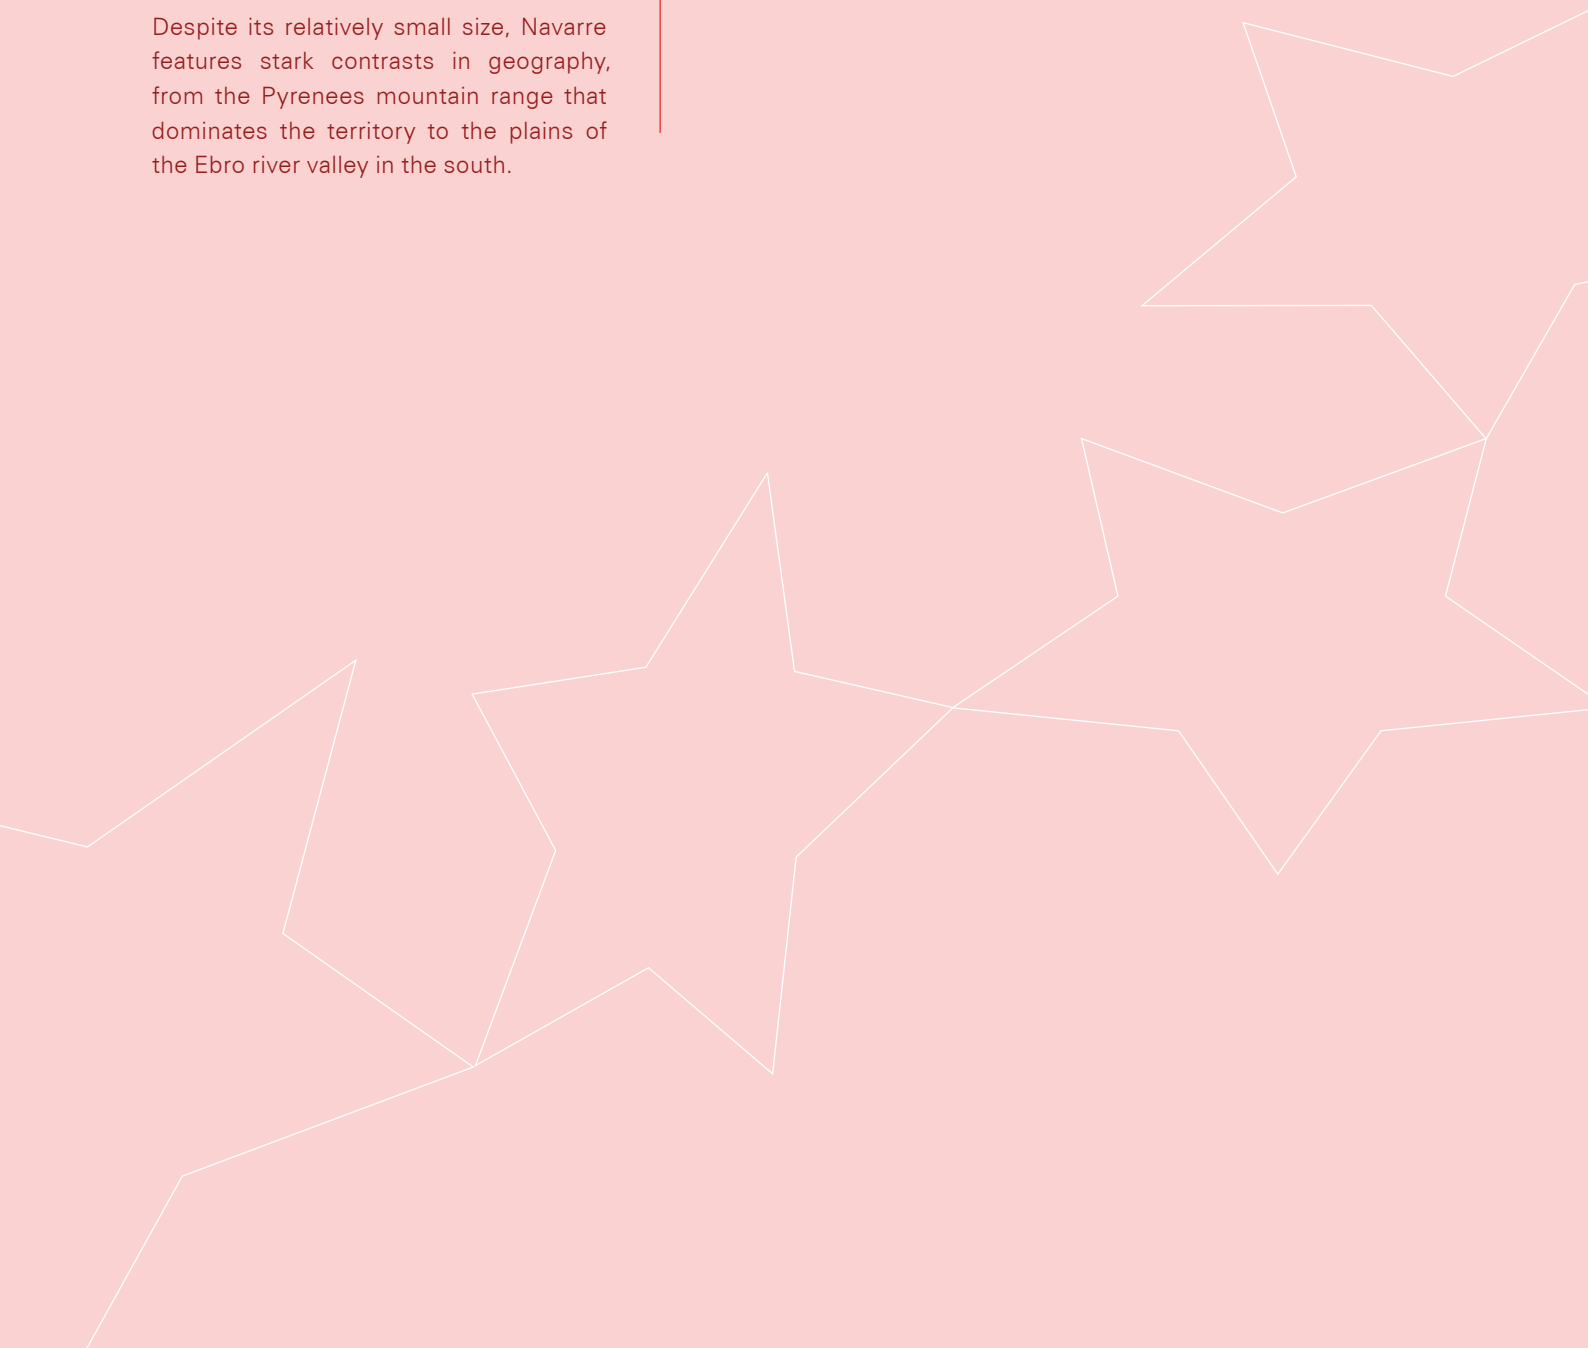 Despite its relatively small size, Navarre
features stark contrasts in geography,
from the Pyrenees mountain range that
dominates the territory to the plains of
the Ebro river valley in the south.